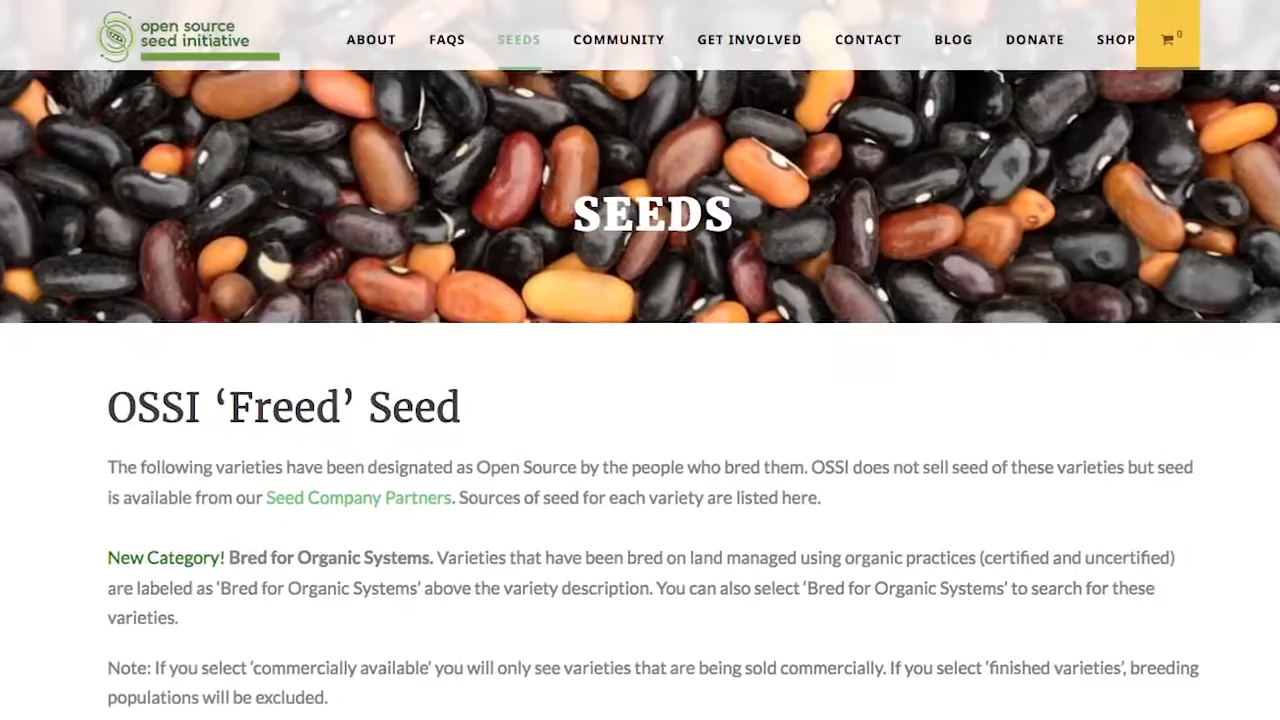 open source
seed initiative
ABOUT FAQS SEEDS COMMUNITY GET INVOLVED CONTACT BLOG DONATE SHOP 0
SEEDS
OSSI ‘Freed’ Seed
The following varieties have been designated as Open Source by the people who bred them. OSSI does not sell seed of these varieties but seed
is available from our Seed Company Partners. Sources of seed for each variety are listed here.
New Category! Bred for Organic Systems. Varieties that have been bred on land managed using organic practices (certified and uncertified)
are labeled as ‘Bred for Organic Systems’ above the variety description. You can also select ‘Bred for Organic Systems’ to search for these
varieties.
Note: If you select ‘commercially available’ you will only see varieties that are being sold commercially. If you select ‘finished varieties’, breeding
populations will be excluded.